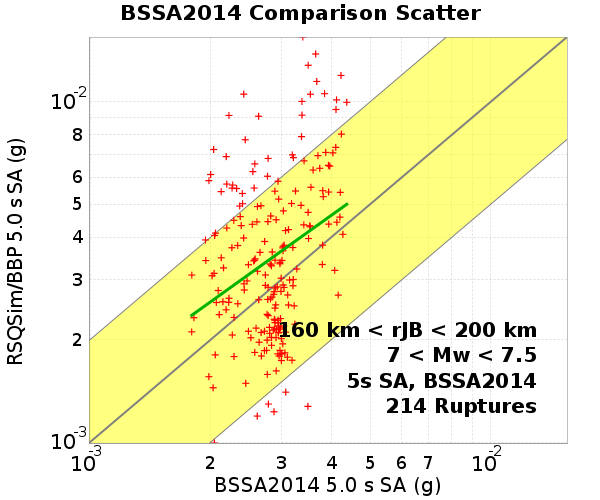 BSSA2014 Comparison Scatter
RSQSim/BBP 5.0 s SA (g)
10-2
8
6
5
4
3
2
10-3
160 km < rJB < 200 km
7 < Mw < 7.5
5s SA, BSSA2014
214 Ruptures
10-3 2 3 4 5 6 7 10-2
BSSA2014 5.0 s SA (g)